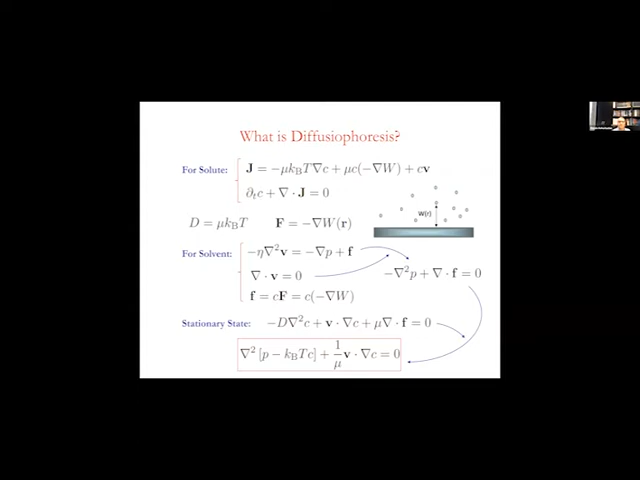 What is Diffusiophoresis?
For Solute: J = −μk_BT∇c + μc(−∇W) + cv
∂_tc + ∇ · J = 0
D = μk_BT F = −∇W(r)
W(r)
For Solvent: −η∇²v = −∇p + f
∇ · v = 0
−∇²p + ∇ · f = 0
f = cF = c(−∇W)
Stationary State: −D∇²c + v · ∇c + μ∇ · f = 0
∇² [p − k_BTc] + 1/μ v · ∇c = 0